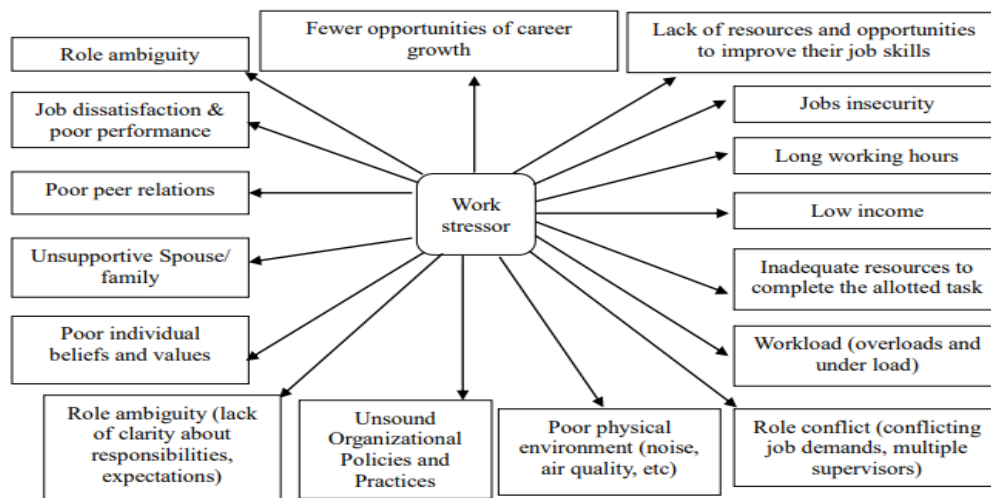 Fewer opportunities of career
growth
Lack of resources and opportunities
to improve their job skills
Role ambiguity
Jobs insecurity
Job dissatisfaction &
poor performance
Long working hours
Poor peer relations
Work
stressor
Low income
Unsupportive Spouse/
family
Inadequate resources to
complete the allotted task
Poor individual
beliefs and values
Workload (overloads and
under load)
Role ambiguity (lack
of clarity about
responsibilities,
expectations)
Unsound
Organizational
Policies and
Practices
Poor physical
environment (noise,
air quality, etc)
Role conflict (conflicting
job demands, multiple
supervisors)